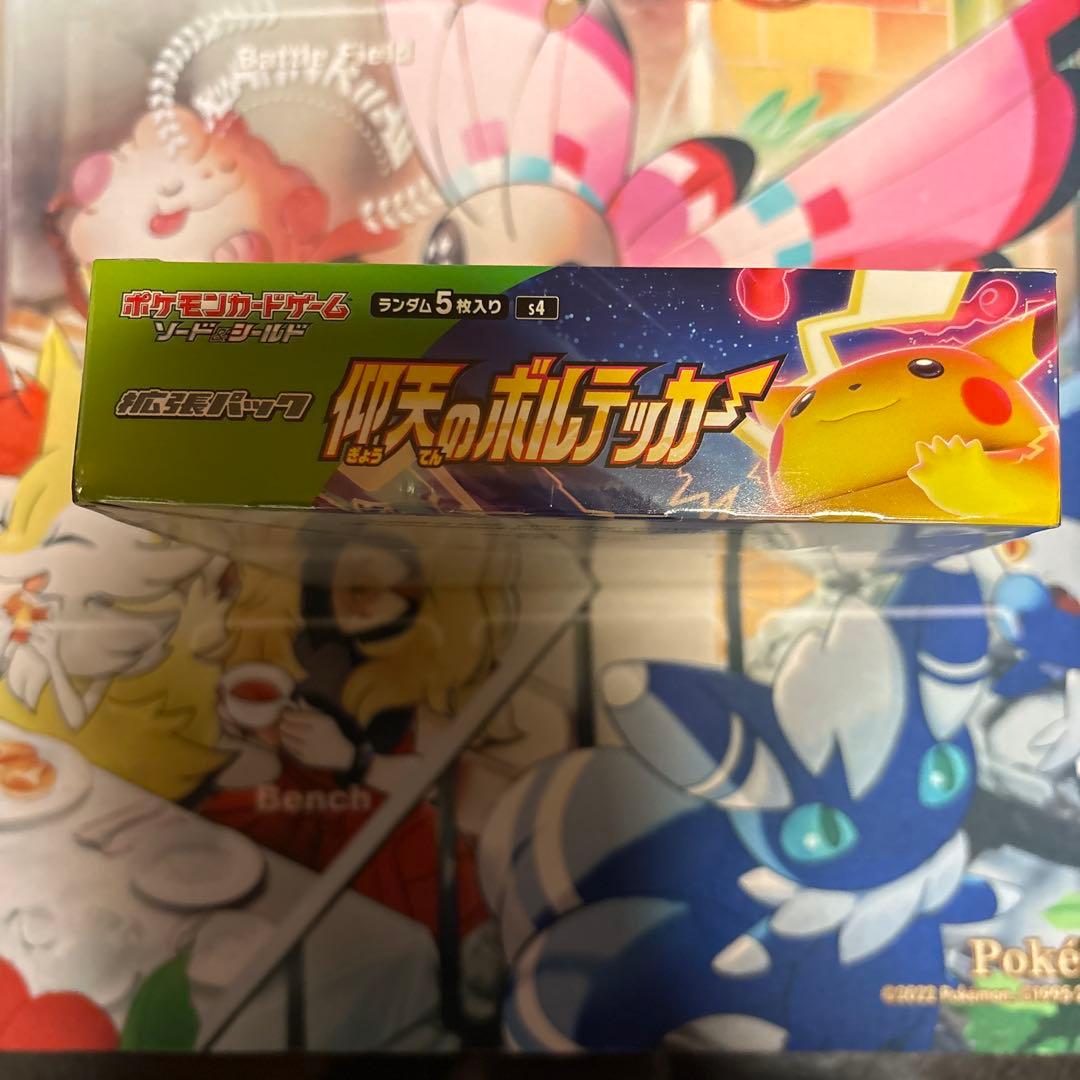 Battle Field
ポケモンカードゲーム
ソード&シールド
ランダム5枚入り
s4
拡張パック
仰天のボルテッカー
ぎょう てん
Bench
Poké
©2022 Pokémon. ©1995-2